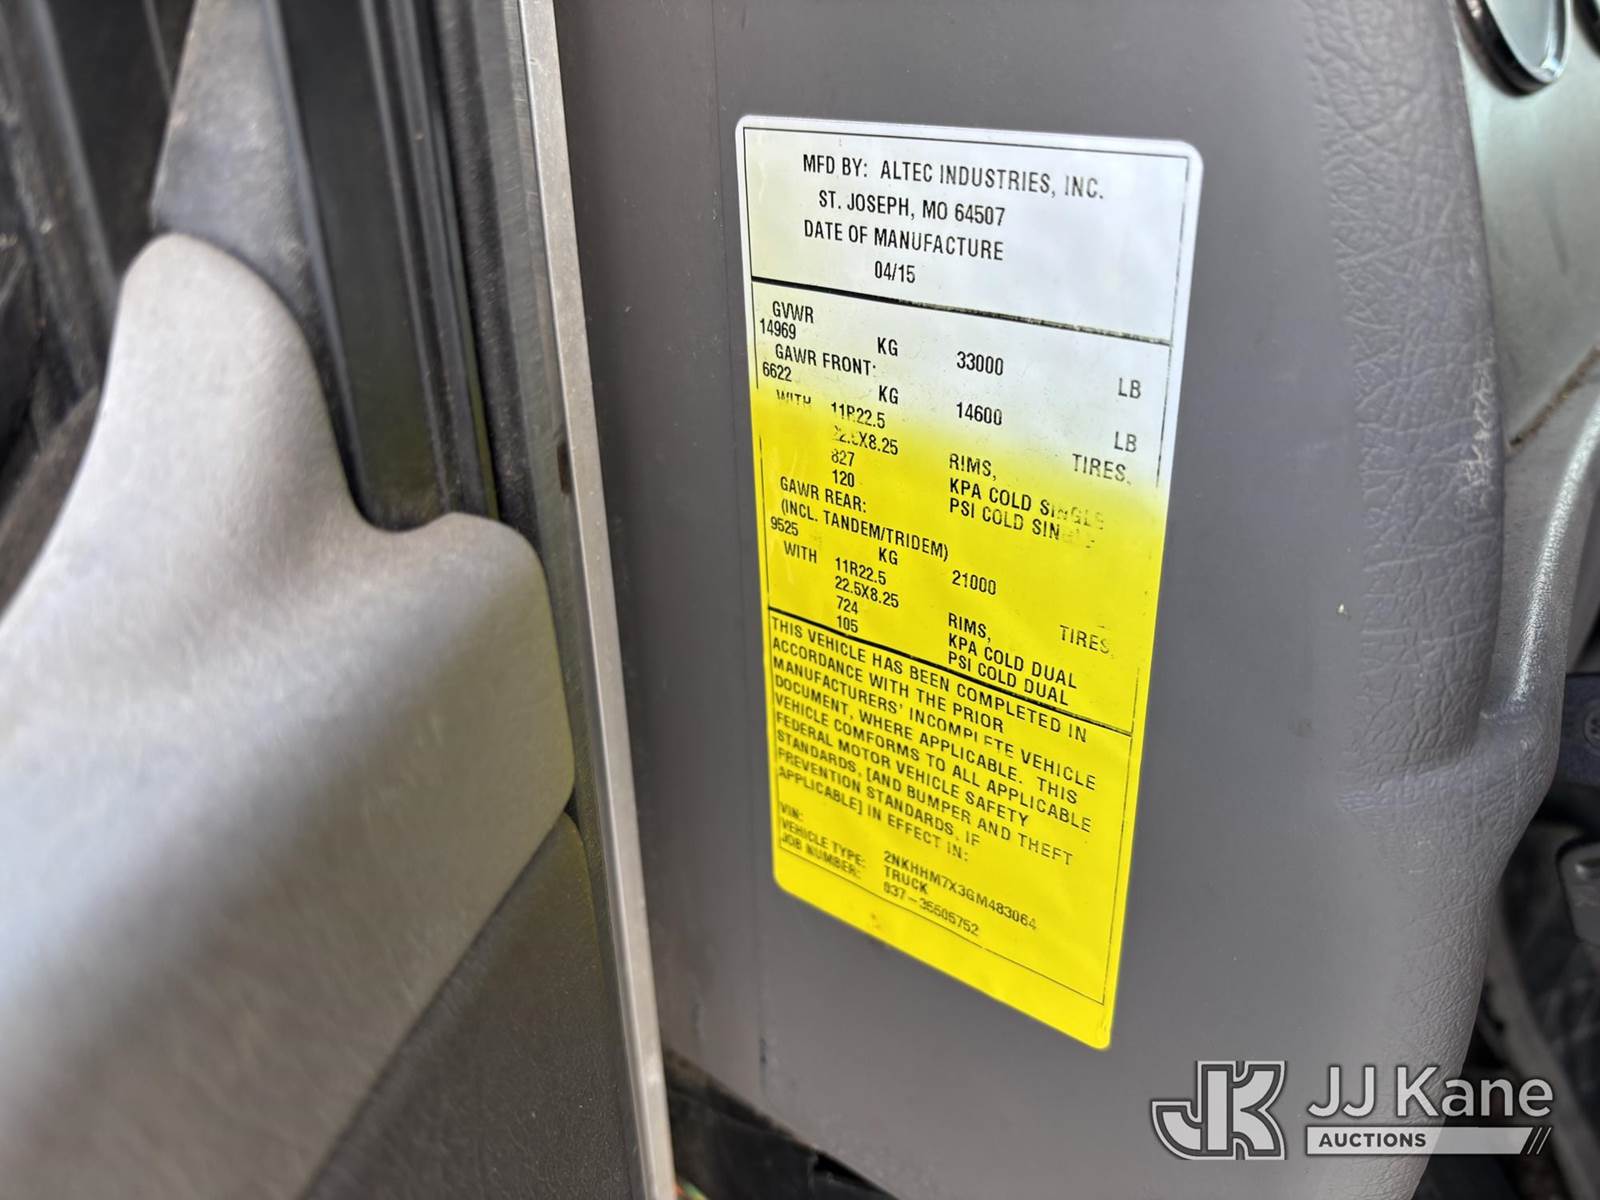 MFD BY: ALTEC INDUSTRIES, INC.
ST. JOSEPH, MO 64507
DATE OF MANUFACTURE
04/15
GVWR
14969 KG 33000 LB
GAWR FRONT:
6622 KG 14600 LB
WITH 11R22.5 TIRES,
22.5X8.25 RIMS,
827 KPA COLD SINGLE
120 PSI COLD SINGLE
GAWR REAR:
(INCL. TANDEM/TRIDEM)
9525 KG 21000
WITH 11R22.5 TIRES,
22.5X8.25 RIMS,
724 KPA COLD DUAL
105 PSI COLD DUAL
THIS VEHICLE HAS BEEN COMPLETED IN
ACCORDANCE WITH THE PRIOR
MANUFACTURERS' INCOMPLETE VEHICLE
DOCUMENT, WHERE APPLICABLE. THIS
VEHICLE COMFORMS TO ALL APPLICABLE
FEDERAL MOTOR VEHICLE SAFETY
STANDARDS, [AND BUMPER AND THEFT
PREVENTION STANDARDS, IF
APPLICABLE] IN EFFECT IN:
VIN: 2NKHHM7X3GM483064
VEHICLE TYPE: TRUCK
JOB NUMBER: 037-35505752
JK JJ Kane
AUCTIONS